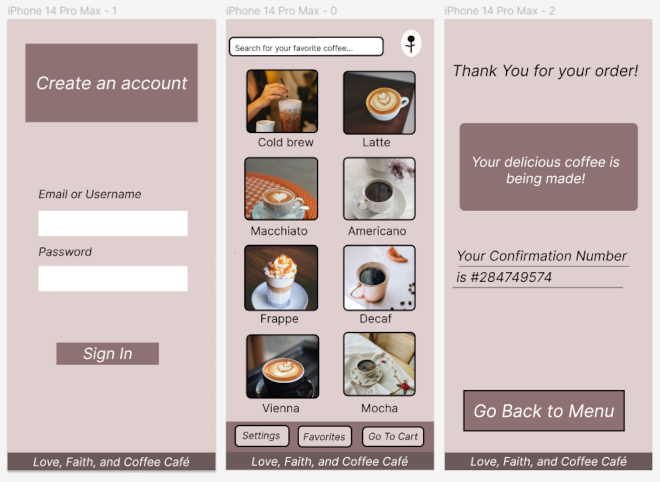 iPhone 14 Pro Max - 1
Create an account
Email or Username
Password
Sign In
Love, Faith, and Coffee Café
iPhone 14 Pro Max - 0
Search for your favorite coffee...
Cold brew
Latte
Macchiato
Americano
Frappe
Decaf
Vienna
Mocha
Settings
Favorites
Go To Cart
Love, Faith, and Coffee Café
iPhone 14 Pro Max - 2
Thank You for your order!
Your delicious coffee is
being made!
Your Confirmation Number
is #284749574
Go Back to Menu
Love, Faith, and Coffee Café